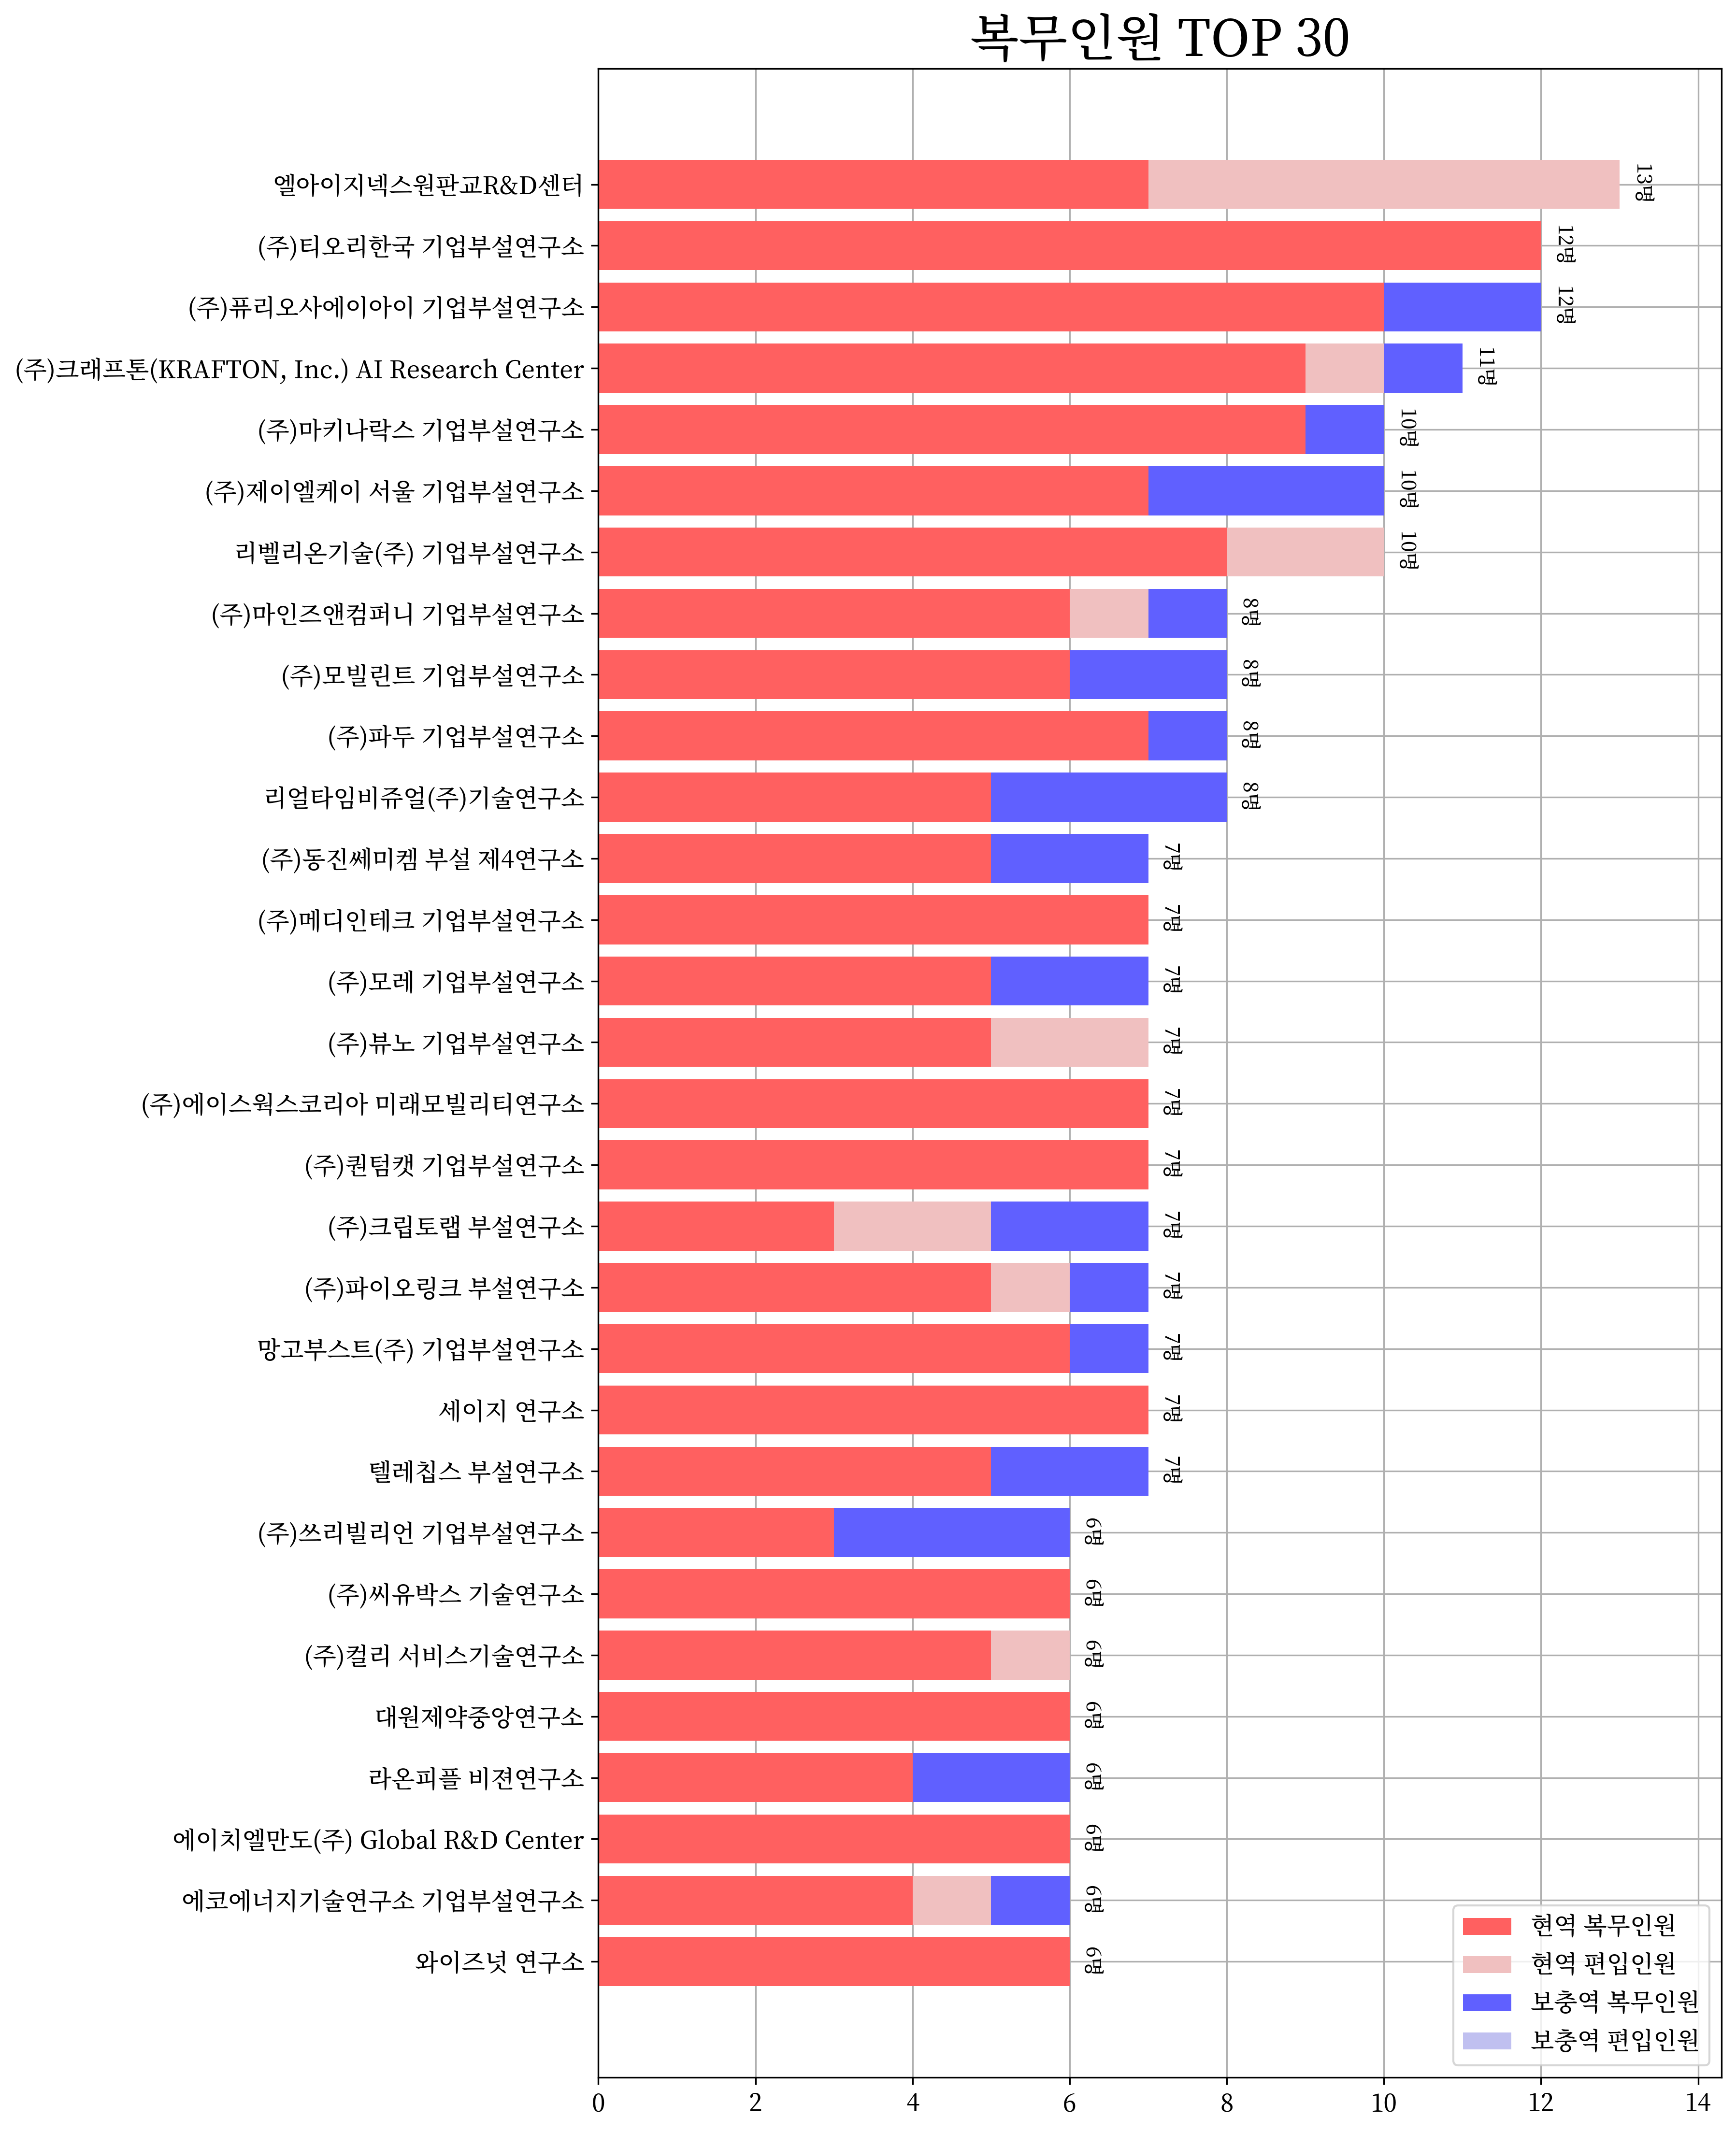 복무인원 TOP 30
엘아이지넥스원판교R&D센터
13명
(주)티오리한국 기업부설연구소
12명
(주)퓨리오사에이아이 기업부설연구소
12명
(주)크래프톤(KRAFTON, Inc.) AI Research Center
11명
(주)마키나락스 기업부설연구소
10명
(주)제이엘케이 서울 기업부설연구소
10명
리벨리온기술(주) 기업부설연구소
10명
(주)마인즈앤컴퍼니 기업부설연구소
8명
(주)모빌린트 기업부설연구소
8명
(주)파두 기업부설연구소
8명
리얼타임비쥬얼(주)기술연구소
8명
(주)동진쎄미켐 부설 제4연구소
7명
(주)메디인테크 기업부설연구소
7명
(주)모레 기업부설연구소
7명
(주)뷰노 기업부설연구소
7명
(주)에이스웍스코리아 미래모빌리티연구소
7명
(주)퀀텀캣 기업부설연구소
7명
(주)크립토랩 부설연구소
7명
(주)파이오링크 부설연구소
7명
망고부스트(주) 기업부설연구소
7명
세이지 연구소
7명
텔레칩스 부설연구소
7명
(주)쓰리빌리언 기업부설연구소
6명
(주)씨유박스 기술연구소
6명
(주)컬리 서비스기술연구소
6명
대원제약중앙연구소
6명
라온피플 비젼연구소
6명
에이치엘만도(주) Global R&D Center
6명
에코에너지기술연구소 기업부설연구소
6명
와이즈넛 연구소
6명
현역 복무인원
현역 편입인원
보충역 복무인원
보충역 편입인원
0 2 4 6 8 10 12 14